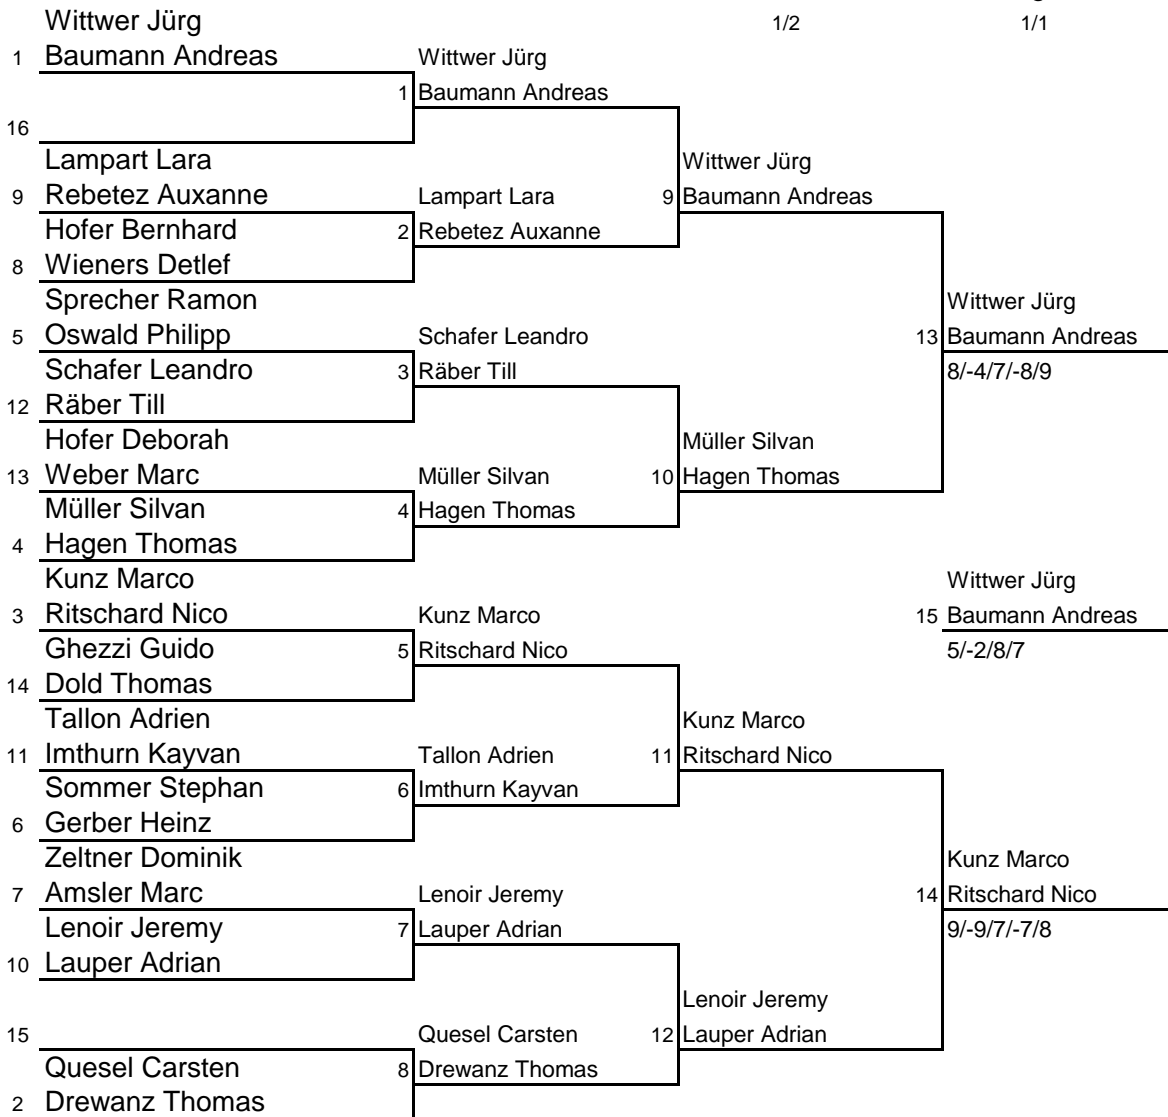 Wittwer Jürg 1/2 1/1
1 Baumann Andreas Wittwer Jürg
1 Baumann Andreas
16
Lampart Lara Wittwer Jürg
9 Rebetez Auxanne Lampart Lara 9 Baumann Andreas
Hofer Bernhard 2 Rebetez Auxanne
8 Wieners Detlef
Sprecher Ramon Wittwer Jürg
5 Oswald Philipp Schafer Leandro 13 Baumann Andreas
Schafer Leandro 3 Räber Till 8/-4/7/-8/9
12 Räber Till
Hofer Deborah Müller Silvan
13 Weber Marc Müller Silvan 10 Hagen Thomas
Müller Silvan 4 Hagen Thomas
4 Hagen Thomas
Kunz Marco Wittwer Jürg
3 Ritschard Nico Kunz Marco 15 Baumann Andreas
Ghezzi Guido 5 Ritschard Nico 5/-2/8/7
14 Dold Thomas
Tallon Adrien Kunz Marco
11 Imthurn Kayvan Tallon Adrien 11 Ritschard Nico
Sommer Stephan 6 Imthurn Kayvan
6 Gerber Heinz
Zeltner Dominik Kunz Marco
7 Amsler Marc Lenoir Jeremy 14 Ritschard Nico
Lenoir Jeremy 7 Lauper Adrian 9/-9/7/-7/8
10 Lauper Adrian
Lenoir Jeremy
15 Quesel Carsten 12 Lauper Adrian
Quesel Carsten 8 Drewanz Thomas
2 Drewanz Thomas